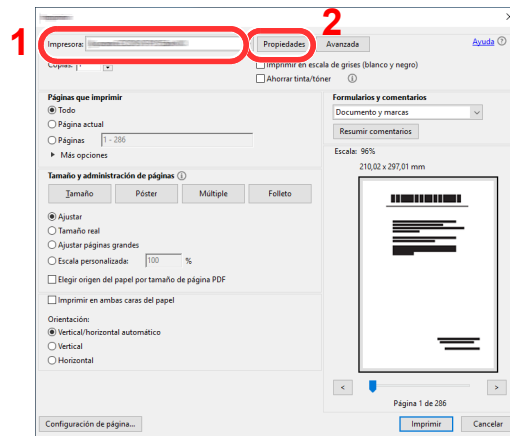 1
2
Impresora:
Propiedades
Avanzada
Ayuda
Copias: 1
Imprimir en escala de grises (blanco y negro)
Ahorrar tinta/tóner
Páginas que imprimir
Todo
Página actual
Páginas 1 - 286
Más opciones
Formularios y comentarios
Documento y marcas
Resumir comentarios
Escala: 96%
210,02 x 297,01 mm
Tamaño y administración de páginas
Tamaño Póster Múltiple Folleto
Ajustar
Tamaño real
Ajustar páginas grandes
Escala personalizada: 100 %
Elegir origen del papel por tamaño de página PDF
Imprimir en ambas caras del papel
Orientación:
Vertical/horizontal automático
Vertical
Horizontal
< >
Página 1 de 286
Configuración de página...
Imprimir Cancelar